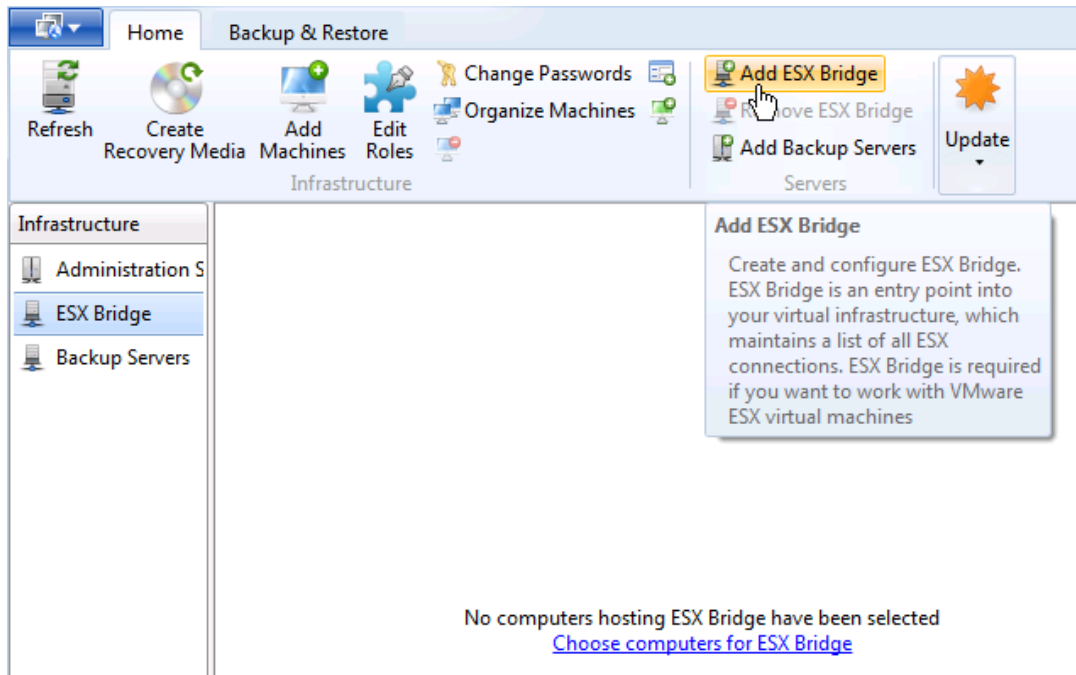 Home
Backup & Restore
Refresh
Create
Recovery Media
Add
Machines
Edit
Roles
Change Passwords
Organize Machines
Infrastructure
Add ESX Bridge
ove ESX Bridge
Add Backup Servers
Servers
Update
Infrastructure
Administration S
ESX Bridge
Backup Servers
Add ESX Bridge
Create and configure ESX Bridge.
ESX Bridge is an entry point into
your virtual infrastructure, which
maintains a list of all ESX
connections. ESX Bridge is required
if you want to work with VMware
ESX virtual machines
No computers hosting ESX Bridge have been selected
Choose computers for ESX Bridge